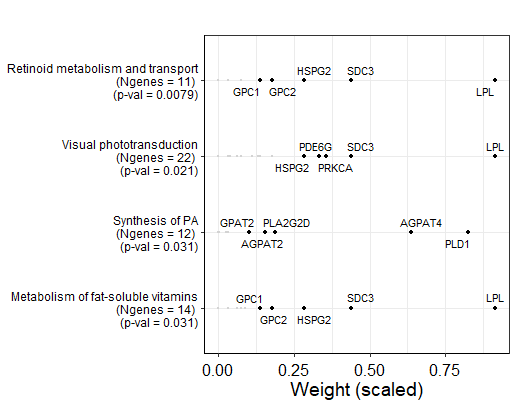 Retinoid metabolism and transport
(Ngenes = 11)
(p-val = 0.0079)
HSPG2 SDC3
GPC1 GPC2 LPL
Visual phototransduction
(Ngenes = 22)
(p-val = 0.021)
PDE6G SDC3 LPL
HSPG2 PRKCA
Synthesis of PA
(Ngenes = 12)
(p-val = 0.031)
GPAT2 PLA2G2D AGPAT4
AGPAT2 PLD1
Metabolism of fat-soluble vitamins
(Ngenes = 14)
(p-val = 0.031)
GPC1 SDC3 LPL
GPC2 HSPG2
0.00 0.25 0.50 0.75
Weight (scaled)